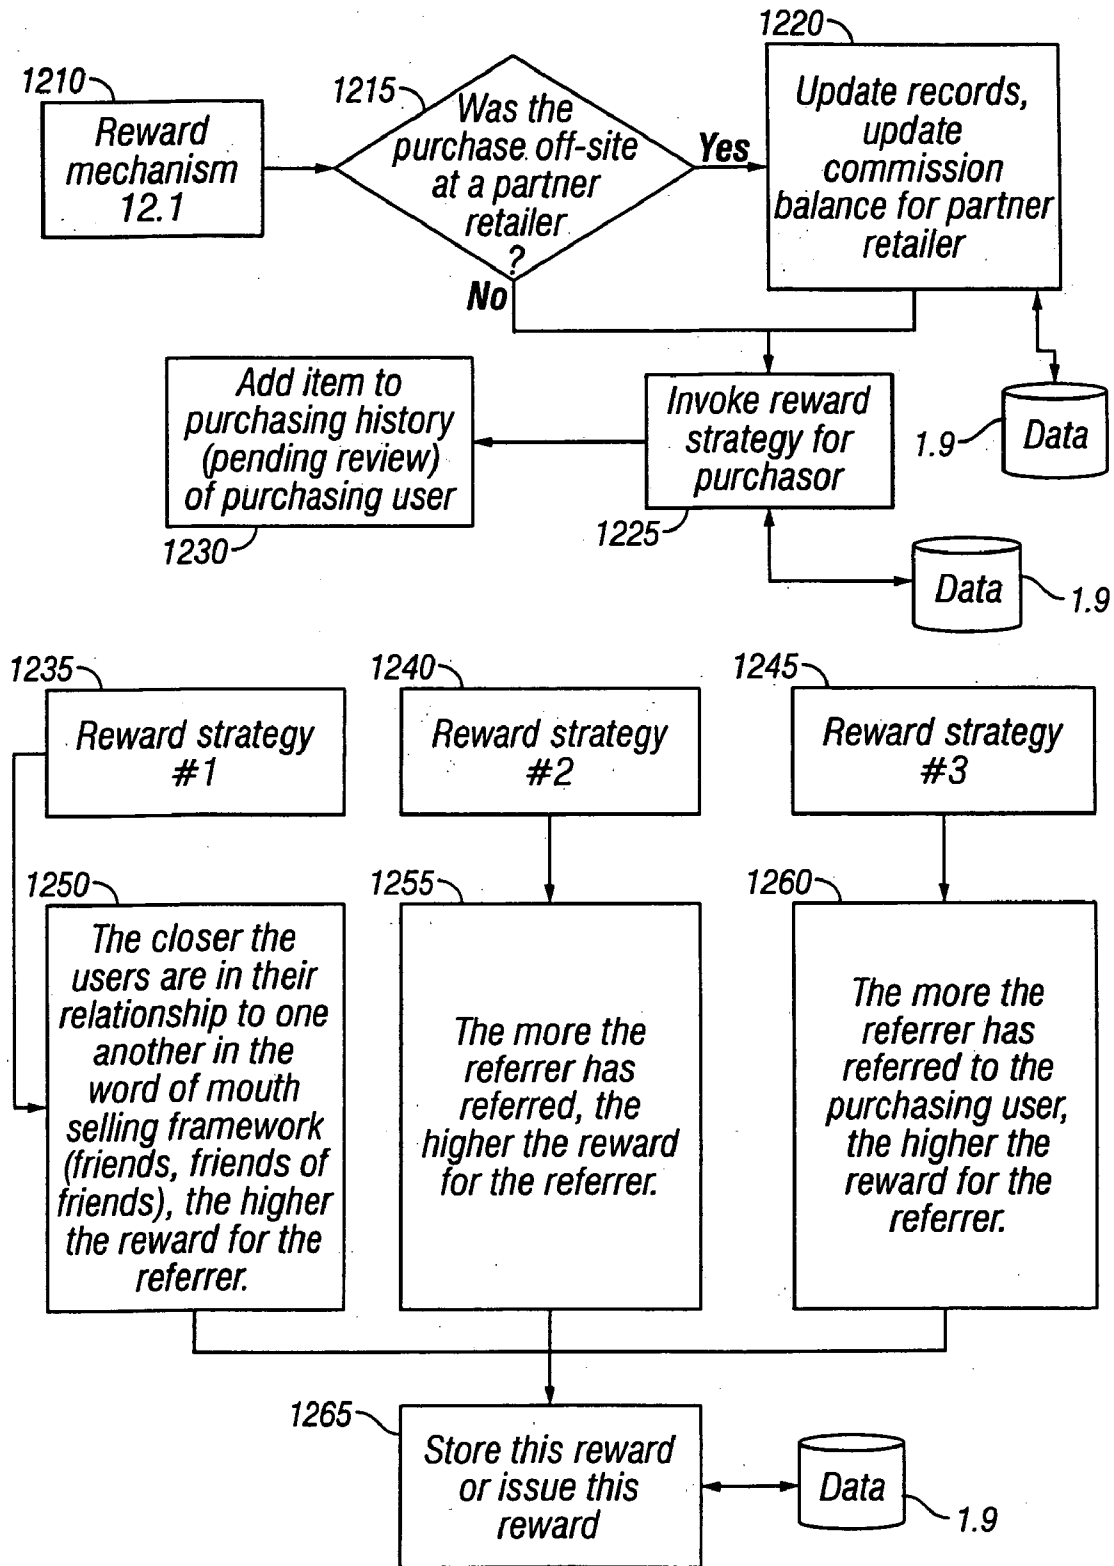 1210
Reward
mechanism
12.1
1215
Was the
purchase off-site
at a partner
retailer
?
Yes
No
1220
Update records,
update
commission
balance for partner
retailer
Data
1.9
Invoke reward
strategy for
purchasor
1225
Data
1.9
Add item to
purchasing history
(pending review)
of purchasing user
1230
1235
Reward strategy
#1
1240
Reward strategy
#2
1245
Reward strategy
#3
1250
The closer the
users are in their
relationship to one
another in the
word of mouth
selling framework
(friends, friends of
friends), the higher
the reward for the
referrer.
1255
The more the
referrer has
referred, the
higher the reward
for the referrer.
1260
The more the
referrer has
referred to the
purchasing user,
the higher the
reward for the
referrer.
1265
Store this reward
or issue this
reward
Data
1.9